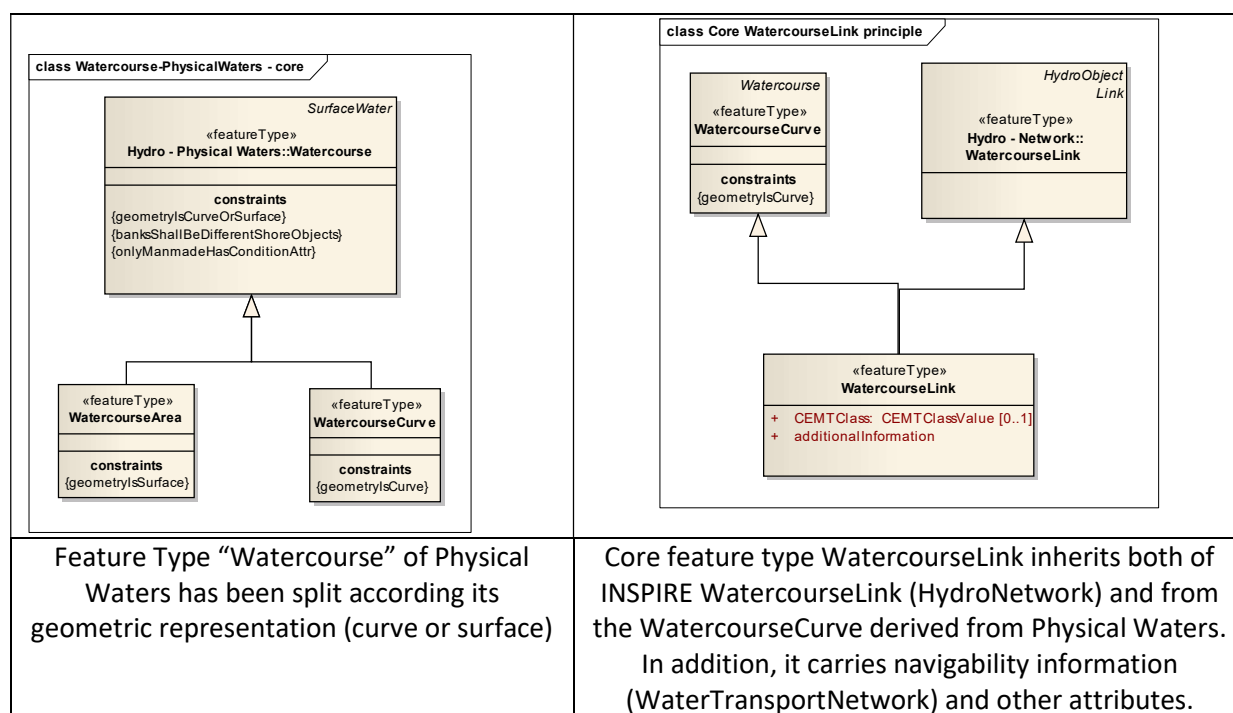 class Watercourse-PhysicalWaters - core
SurfaceWater
«featureType»
Hydro - Physical Waters::Watercourse
constraints
{geometryIsCurveOrSurface}
{banksShallBeDifferentShoreObjects}
{onlyManmadeHasConditionAttr}
«featureType»
WatercourseArea
constraints
{geometryIsSurface}
«featureType»
WatercourseCurve
constraints
{geometryIsCurve}
class Core WatercourseLink principle
Watercourse
«featureType»
WatercourseCurve
constraints
{geometryIsCurve}
HydroObject
Link
«featureType»
Hydro - Network::
WatercourseLink
«featureType»
WatercourseLink
+ CEMTClass: CEMTClassValue [0..1]
+ additionalInformation
Feature Type “Watercourse” of Physical
Waters has been split according its
geometric representation (curve or surface)
Core feature type WatercourseLink inherits both of
INSPIRE WatercourseLink (HydroNetwork) and from
the WatercourseCurve derived from Physical Waters.
In addition, it carries navigability information
(WaterTransportNetwork) and other attributes.